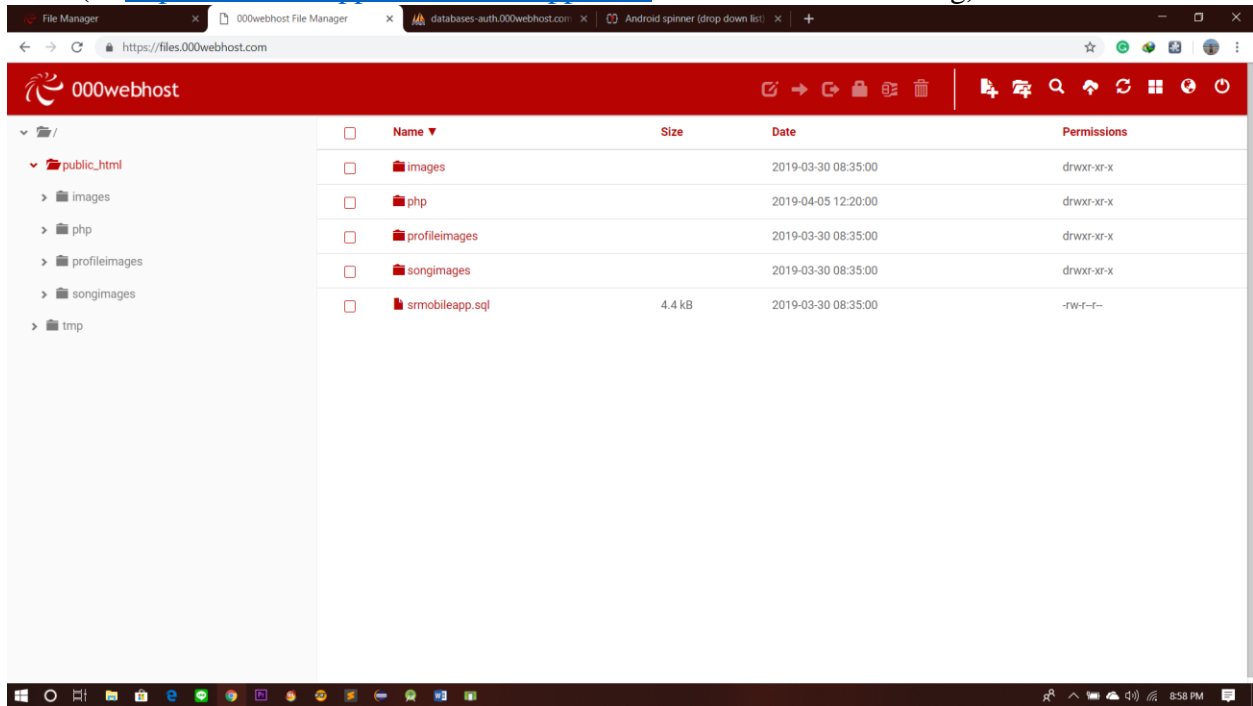 File Manager
000webhost File Manager
databases-auth.000webhost.com
Android spinner (drop down list)
https://files.000webhost.com
000webhost
/
public_html
images
php
profileimages
songimages
tmp
Name ▼ Size Date Permissions
images 2019-03-30 08:35:00 drwxr-xr-x
php 2019-04-05 12:20:00 drwxr-xr-x
profileimages 2019-03-30 08:35:00 drwxr-xr-x
songimages 2019-03-30 08:35:00 drwxr-xr-x
srmobileapp.sql 4.4 kB 2019-03-30 08:35:00 -rw-r--r--
8:58 PM